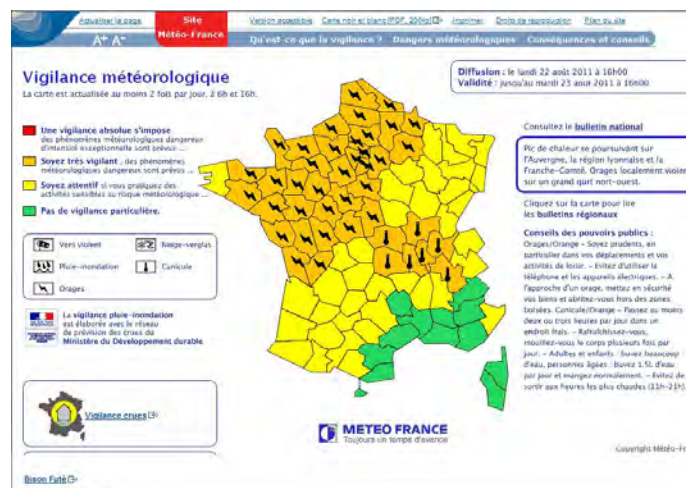 Actualiser la page
Site
Météo-France
Version accessible Carte noir et blanc (PDF, 200ko) Imprimer Droits de reproduction Plan du site
A+ A-
Qu'est-ce que la vigilance ? Dangers météorologiques Conséquences et conseils
Vigilance météorologique
La carte est actualisée au moins 2 fois par jour, à 6h et 16h.
Diffusion : le lundi 22 août 2011 à 16h00
Validité : jusqu'au mardi 23 août 2011 à 16h00
Une vigilance absolue s'impose
des phénomènes météorologiques dangereux
d'intensité exceptionnelle sont prévus ...
Soyez très vigilant, des phénomènes
météorologiques dangereux sont prévus ...
Soyez attentif si vous pratiquez des
activités sensibles au risque météorologique ...
Pas de vigilance particulière.
Vent violent
Neige-verglas
Pluie-inondation
Canicule
Orages
La vigilance pluie-inondation
est élaborée avec le réseau
de prévision des crues du
Ministère du Développement durable
Vigilance crues
Bison Futé
METEO FRANCE
Toujours un temps d'avance
Consultez le bulletin national
Pic de chaleur se poursuivant sur
l'Auvergne, la région lyonnaise et la
Franche-Comté. Orages localement violen
sur un grand quart nord-ouest.
Cliquez sur la carte pour lire
les bulletins régionaux
Conseils des pouvoirs publics :
Orages/Orange - Soyez prudents, en
particulier dans vos déplacements et vos
activités de loisir. - Evitez d'utiliser le
téléphone et les appareils électriques. - A
l'approche d'un orage, mettez en sécurité
vos biens et abritez-vous hors des zones
boisées. Canicule/Orange - Passez au moins
deux ou trois heures par jour dans un
endroit frais. - Rafraîchissez-vous,
mouillez-vous le corps plusieurs fois par
jour. - Adultes et enfants : buvez beaucoup
d'eau, personnes âgées : buvez 1.5L d'eau
par jour et mangez normalement. - Evitez de
sortir aux heures les plus chaudes (11h-21h).
Copyright Météo-Fr